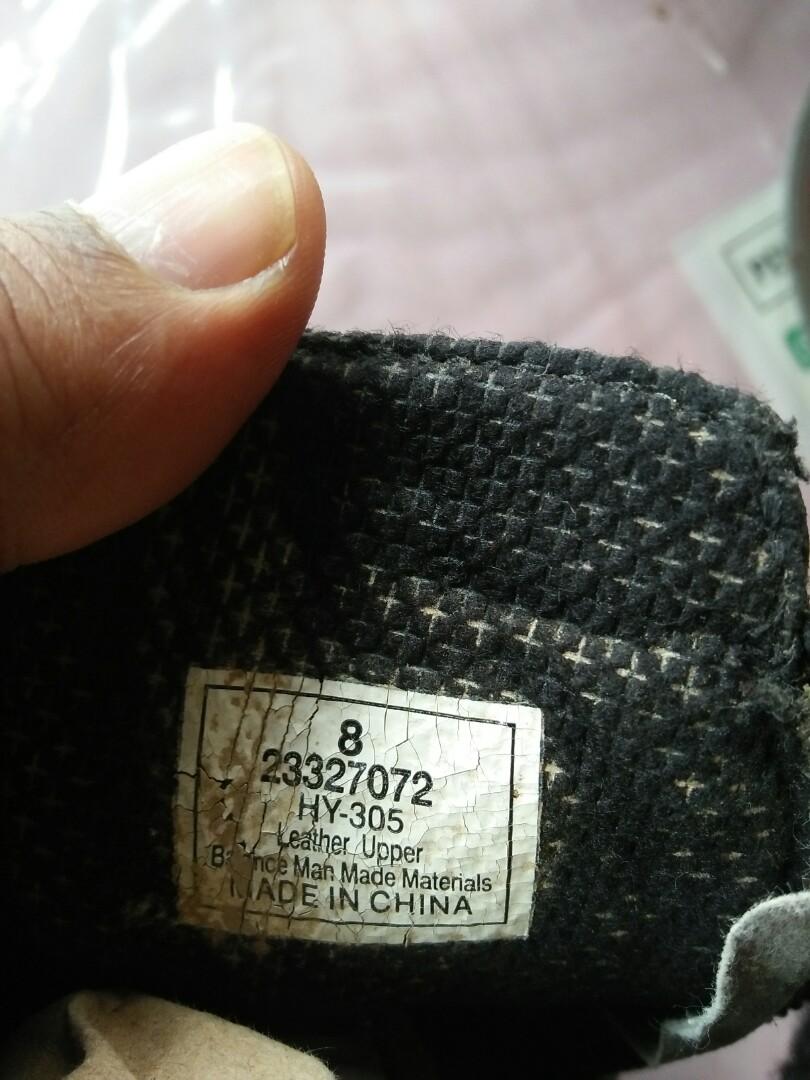 8
23327072
HY-305
Leather Upper
Balance Man Made Materials
MADE IN CHINA